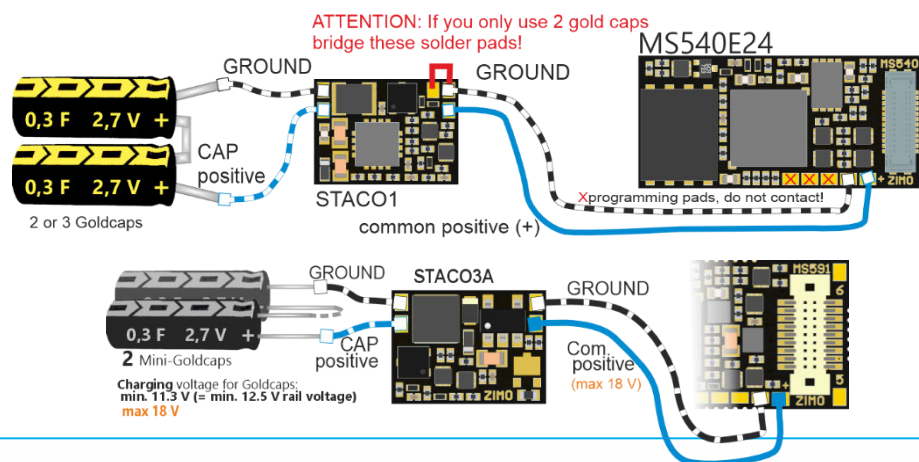 ATTENTION: If you only use 2 gold caps
bridge these solder pads!
MS540E24
GROUND
GROUND
MS540
0,3 F 2,7 V +
CAP
positive
0,3 F 2,7 V +
STACO1
2 or 3 Goldcaps
common positive (+)
Xprogramming pads, do not contact!
X X X
+
ZIMO
GROUND
STACO3A
GROUND
MS591
6
0,3 F 2,7 V +
CAP
positive
2 Mini-Goldcaps
Com.
positive
(max 18 V)
Charging voltage for Goldcaps:
min. 11.3 V (= min. 12.5 V rail voltage)
max 18 V
ZIMO
+
5
ZIMO